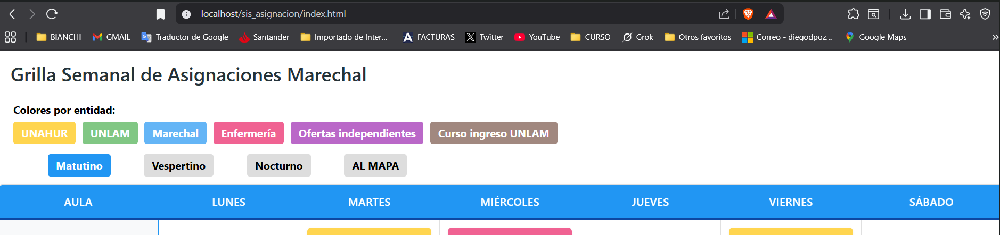 localhost/sis_asignacion/index.html
BIANCHI GMAIL Traductor de Google Santander Importado de Inter... FACTURAS Twitter YouTube CURSO Grok Otros favoritos Correo - diegodpoz... Google Maps
Grilla Semanal de Asignaciones Marechal
Colores por entidad:
UNAHUR UNLAM Marechal Enfermería Ofertas independientes Curso ingreso UNLAM
Matutino Vespertino Nocturno AL MAPA
AULA LUNES MARTES MIÉRCOLES JUEVES VIERNES SÁBADO